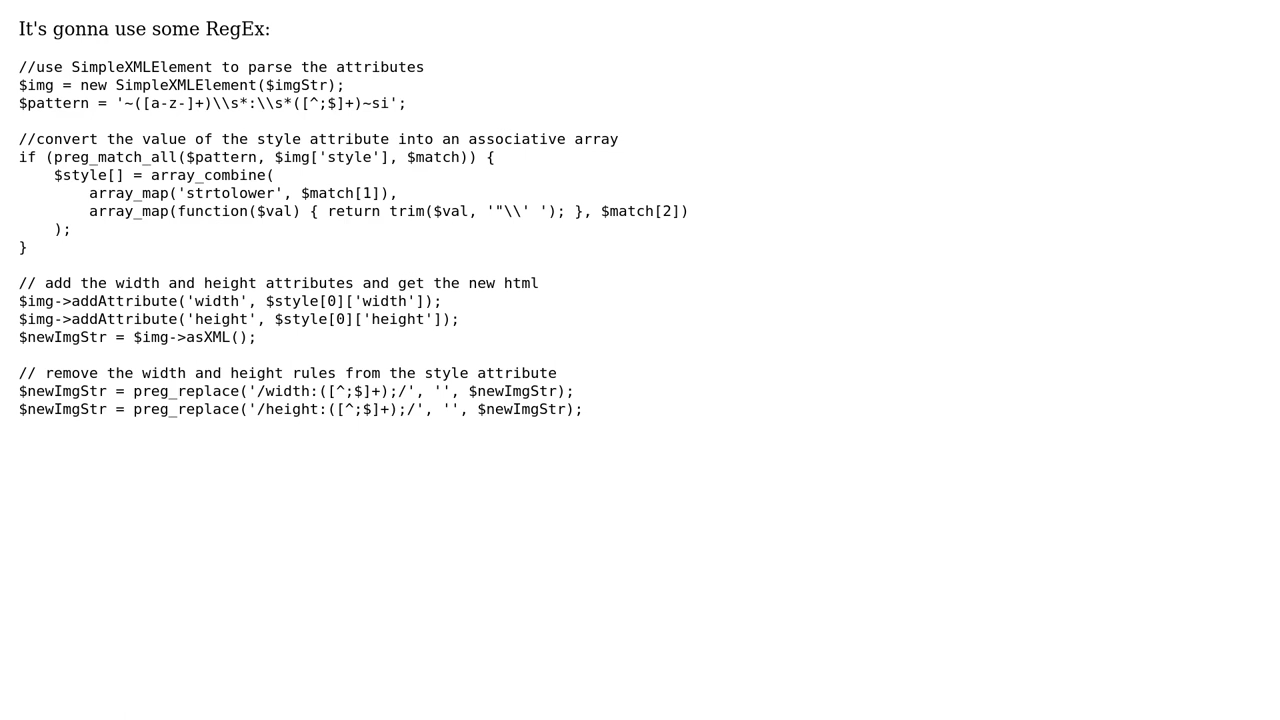 It's gonna use some RegEx:
//use SimpleXMLElement to parse the attributes
$img = new SimpleXMLElement($imgStr);
$pattern = '~([a-z-]+)\\s*:\\s*([^;$]+)~si';
//convert the value of the style attribute into an associative array
if (preg_match_all($pattern, $img['style'], $match)) {
    $style[] = array_combine(
        array_map('strtolower', $match[1]),
        array_map(function($val) { return trim($val, '"\\' '); }, $match[2])
    );
}
// add the width and height attributes and get the new html
$img->addAttribute('width', $style[0]['width']);
$img->addAttribute('height', $style[0]['height']);
$newImgStr = $img->asXML();
// remove the width and height rules from the style attribute
$newImgStr = preg_replace('/width:([^;$]+);/', '', $newImgStr);
$newImgStr = preg_replace('/height:([^;$]+);/', '', $newImgStr);